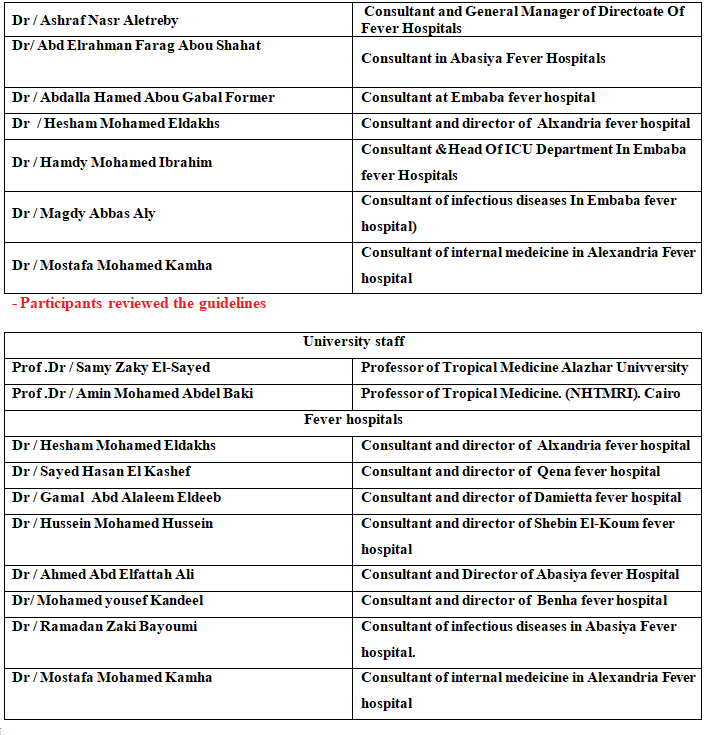 Dr / Ashraf Nasr Aletreby
Consultant and General Manager of Directoate Of
Fever Hospitals
Dr/ Abd Elrahman Farag Abou Shahat
Consultant in Abasiya Fever Hospitals
Dr / Abdalla Hamed Abou Gabal Former
Consultant at Embaba fever hospital
Dr / Hesham Mohamed Eldakhs
Consultant and director of Alxandria fever hospital
Dr / Hamdy Mohamed Ibrahim
Consultant &Head Of ICU Department In Embaba
fever Hospitals
Dr / Magdy Abbas Aly
Consultant of infectious diseases In Embaba fever
hospital)
Dr / Mostafa Mohamed Kamha
Consultant of internal medeicine in Alexandria Fever
hospital
- Participants reviewed the guidelines
University staff
Prof .Dr / Samy Zaky El-Sayed
Professor of Tropical Medicine Alazhar Univversity
Prof .Dr / Amin Mohamed Abdel Baki
Professor of Tropical Medicine. (NHTMRI). Cairo
Fever hospitals
Dr / Hesham Mohamed Eldakhs
Consultant and director of Alxandria fever hospital
Dr / Sayed Hasan El Kashef
Consultant and director of Qena fever hospital
Dr / Gamal Abd Alaleem Eldeeb
Consultant and director of Damietta fever hospital
Dr / Hussein Mohamed Hussein
Consultant and director of Shebin El-Koum fever
hospital
Dr / Ahmed Abd Elfattah Ali
Consultant and Director of Abasiya fever Hospital
Dr/ Mohamed yousef Kandeel
Consultant and director of Benha fever hospital
Dr / Ramadan Zaki Bayoumi
Consultant of infectious diseases in Abasiya Fever
hospital.
Dr / Mostafa Mohamed Kamha
Consultant of internal medeicine in Alexandria Fever
hospital